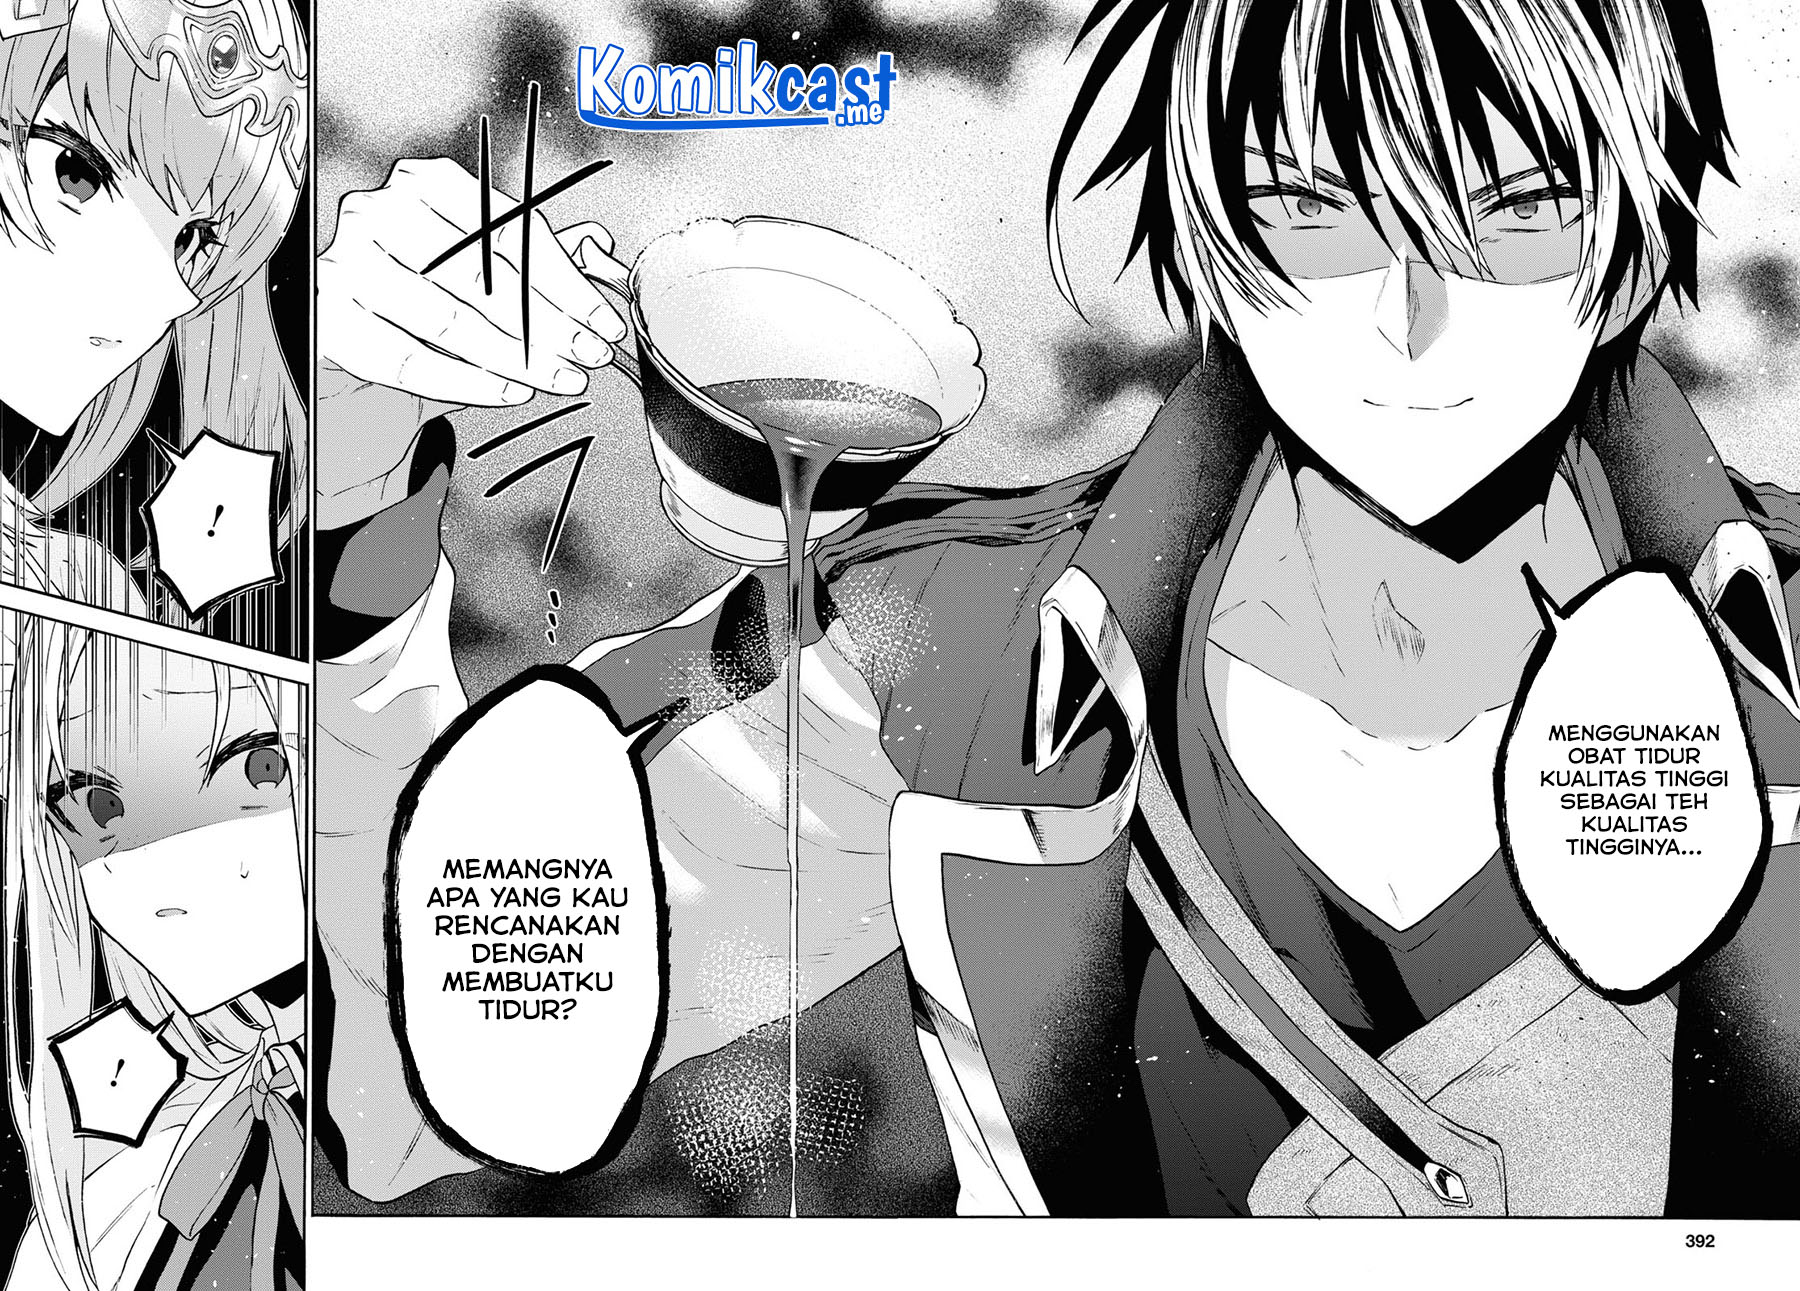 Komikcast
.me
MENGGUNAKAN
OBAT TIDUR
KUALITAS TINGGI
SEBAGAI TEH
KUALITAS
TINGGINYA...
MEMANGNYA
APA YANG KAU
RENCANAKAN
DENGAN
MEMBUATKU
TIDUR?
!
!
392